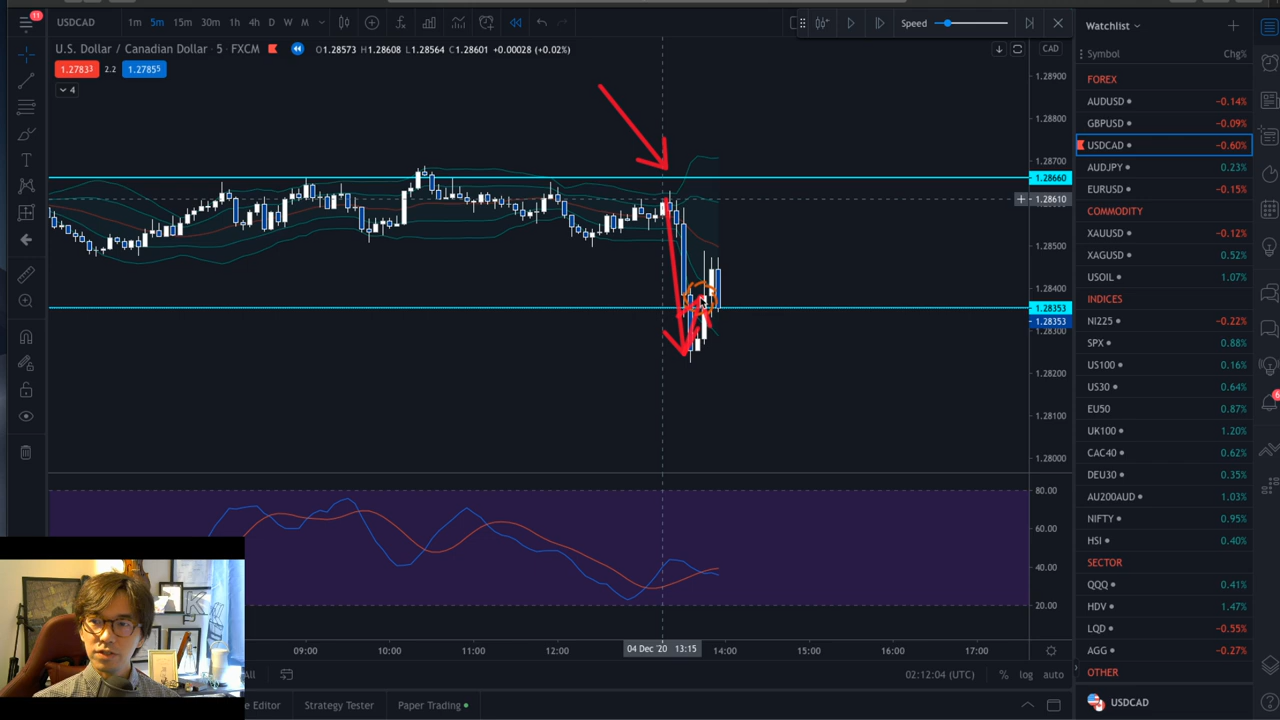 11
USDCAD
1m 5m 15m 30m 1h 4h D W M
Speed
U.S. Dollar / Canadian Dollar · 5 · FXCM
O1.28573 H1.28608 L1.28564 C1.28601 +0.00028 (+0.02%)
CAD
1.27833 2.2 1.27855
4
1.28900
1.28800
1.28700
1.28660
1.28610
1.28500
1.28400
1.28353
1.28353
1.28300
1.28200
1.28100
1.28000
80.00
60.00
40.00
20.00
09:00 10:00 11:00 12:00 04 Dec '20 13:15 14:00 15:00 16:00 17:00
All
02:12:04 (UTC) % log auto
e Editor Strategy Tester Paper Trading
Watchlist
Symbol Chg%
FOREX
AUDUSD −0.14%
GBPUSD −0.09%
USDCAD −0.60%
AUDJPY 0.23%
EURUSD −0.15%
COMMODITY
XAUUSD −0.12%
XAGUSD 0.52%
USOIL 1.07%
INDICES
NI225 −0.22%
SPX 0.88%
US100 0.16%
US30 0.64%
EU50 0.87%
UK100 1.20%
CAC40 0.62%
DEU30 0.35%
AU200AUD 1.03%
NIFTY 0.95%
HSI 0.40%
SECTOR
QQQ 0.41%
HDV 1.47%
LQD −0.55%
AGG −0.27%
OTHER
USDCAD
6